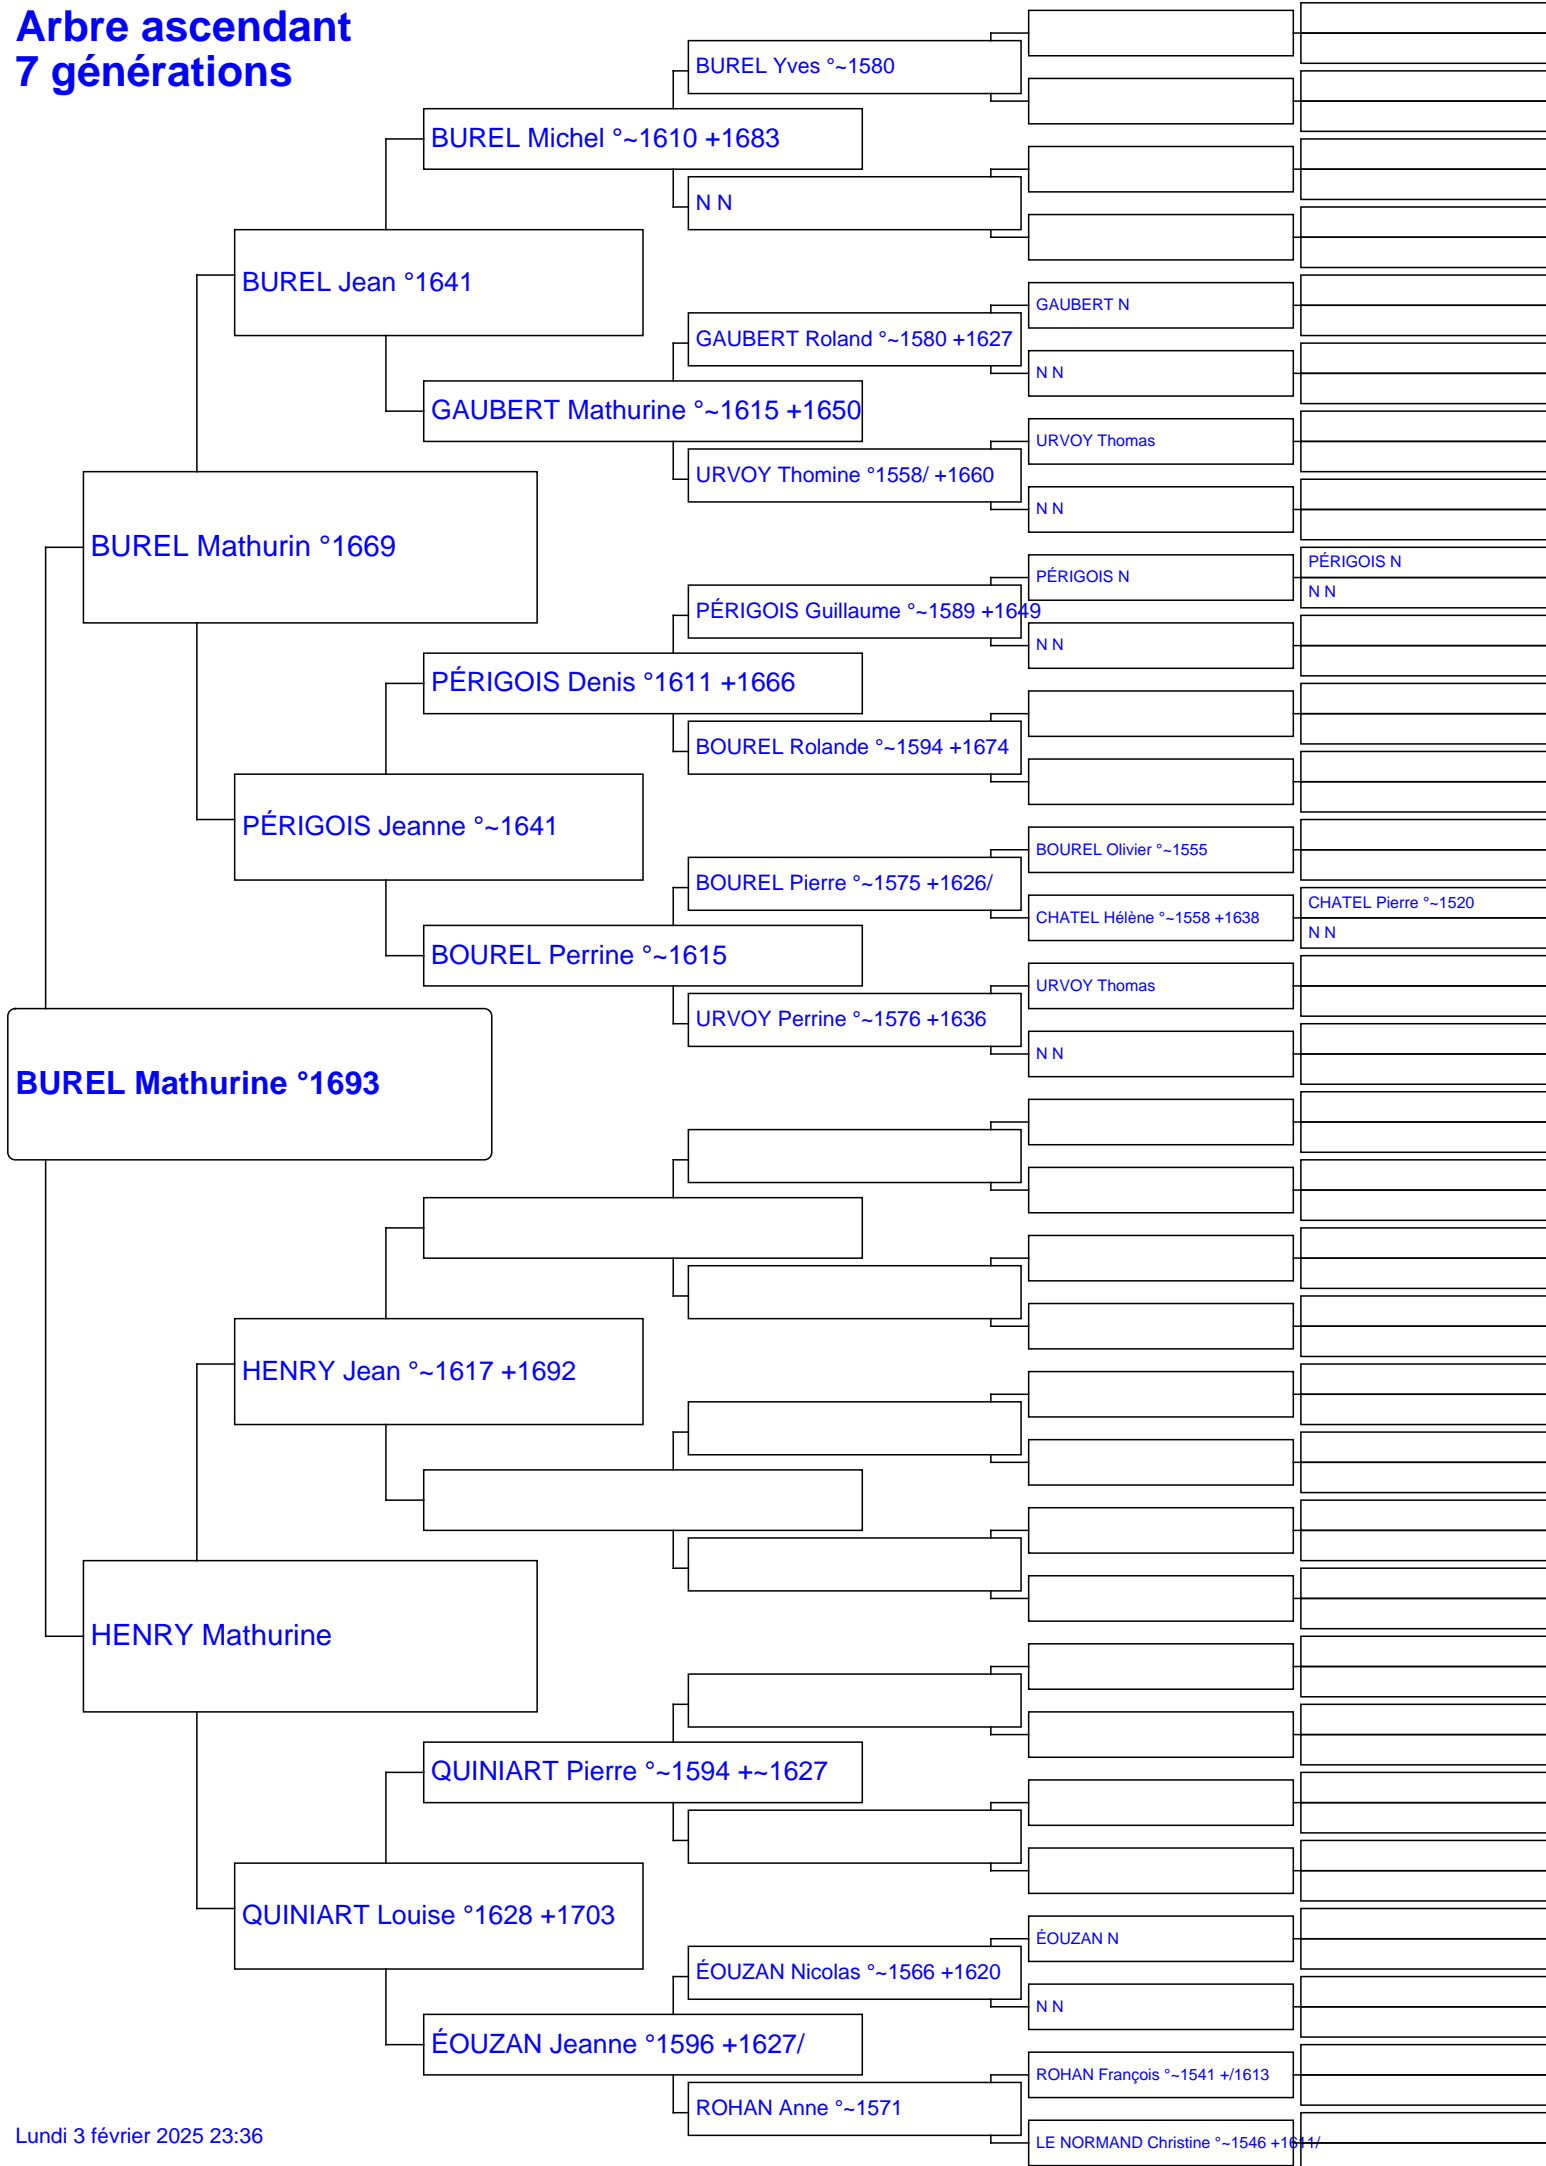 Arbre ascendant
7 générations
BUREL Yves °~1580
BUREL Michel °~1610 +1683
N N
BUREL Jean °1641
GAUBERT N
GAUBERT Roland °~1580 +1627
N N
GAUBERT Mathurine °~1615 +1650
URVOY Thomas
URVOY Thomine °1558/ +1660
N N
BUREL Mathurin °1669
PÉRIGOIS N
PÉRIGOIS N
N N
PÉRIGOIS Guillaume °~1589 +1649
N N
PÉRIGOIS Denis °1611 +1666
BOUREL Rolande °~1594 +1674
PÉRIGOIS Jeanne °~1641
BOUREL Olivier °~1555
BOUREL Pierre °~1575 +1626/
CHATEL Hélène °~1558 +1638
CHATEL Pierre °~1520
N N
BOUREL Perrine °~1615
URVOY Thomas
URVOY Perrine °~1576 +1636
N N
BUREL Mathurine °1693
HENRY Jean °~1617 +1692
HENRY Mathurine
QUINIART Pierre °~1594 +~1627
QUINIART Louise °1628 +1703
ÉOUZAN N
ÉOUZAN Nicolas °~1566 +1620
N N
ÉOUZAN Jeanne °1596 +1627/
ROHAN François °~1541 +/1613
ROHAN Anne °~1571
LE NORMAND Christine °~1546 +1611/
Lundi 3 février 2025 23:36